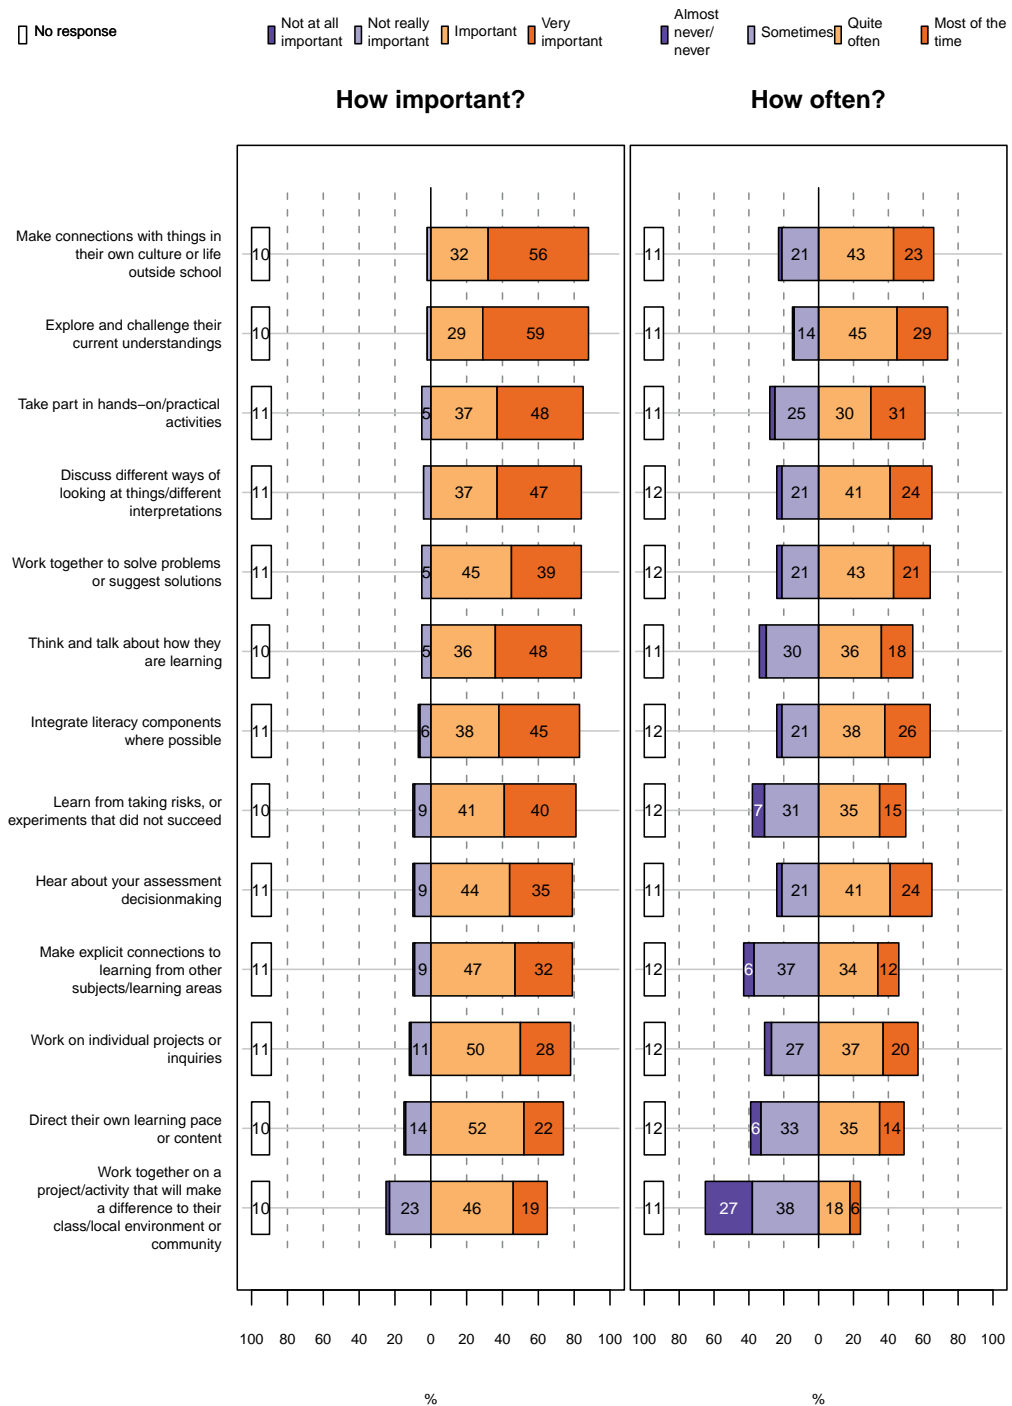 No response
Not at all
important
Not really
important
Important
Very
important
Almost
never/
never
Sometimes
Quite
often
Most of the
time
How important?
How often?
Make connections with things in
their own culture or life
outside school
10 32 56 11 21 43 23
Explore and challenge their
current understandings
10 29 59 11 14 45 29
Take part in hands−on/practical
activities
11 5 37 48 11 25 30 31
Discuss different ways of
looking at things/different
interpretations
11 37 47 12 21 41 24
Work together to solve problems
or suggest solutions
11 5 45 39 12 21 43 21
Think and talk about how they
are learning
10 5 36 48 11 30 36 18
Integrate literacy components
where possible
11 6 38 45 12 21 38 26
Learn from taking risks, or
experiments that did not succeed
10 9 41 40 12 7 31 35 15
Hear about your assessment
decisionmaking
11 9 44 35 11 21 41 24
Make explicit connections to
learning from other
subjects/learning areas
11 9 47 32 12 6 37 34 12
Work on individual projects or
inquiries
11 11 50 28 12 27 37 20
Direct their own learning pace
or content
10 14 52 22 12 6 33 35 14
Work together on a
project/activity that will make
a difference to their
class/local environment or
community
10 23 46 19 11 27 38 18 6
100 80 60 40 20 0 20 40 60 80 100
100 80 60 40 20 0 20 40 60 80 100
%
%